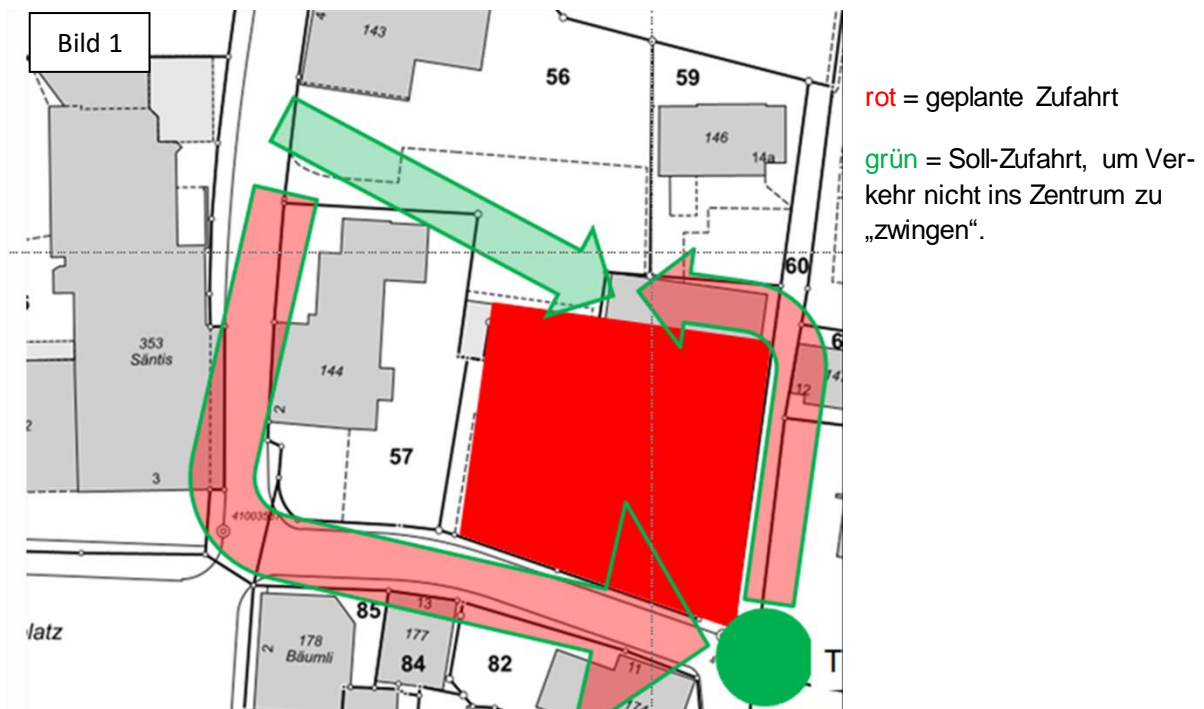 Bild 1
rot = geplante Zufahrt
grün = Soll-Zufahrt, um Ver-
kehr nicht ins Zentrum zu
„zwingen“.
143
56
59
146
14a
60
353
Säntis
3
144
2
57
12
latz
85
13
177
84
82
178
Bäumli
2
11
T